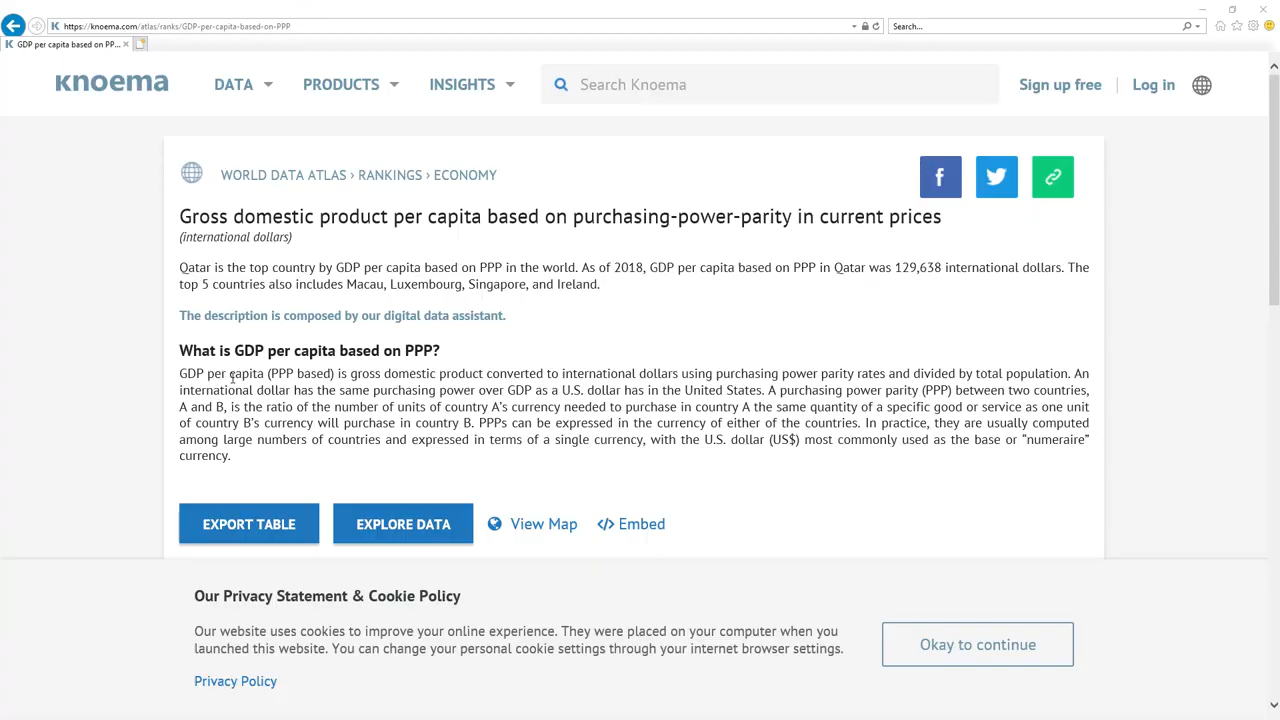 https://knoema.com/atlas/ranks/GDP-per-capita-based-on-PPP
Search...
GDP per capita based on PP...
knoema
DATA
PRODUCTS
INSIGHTS
Search Knoema
Sign up free
Log in
WORLD DATA ATLAS › RANKINGS › ECONOMY
Gross domestic product per capita based on purchasing-power-parity in current prices
(international dollars)
Qatar is the top country by GDP per capita based on PPP in the world. As of 2018, GDP per capita based on PPP in Qatar was 129,638 international dollars. The
top 5 countries also includes Macau, Luxembourg, Singapore, and Ireland.
The description is composed by our digital data assistant.
What is GDP per capita based on PPP?
GDP per capita (PPP based) is gross domestic product converted to international dollars using purchasing power parity rates and divided by total population. An
international dollar has the same purchasing power over GDP as a U.S. dollar has in the United States. A purchasing power parity (PPP) between two countries,
A and B, is the ratio of the number of units of country A’s currency needed to purchase in country A the same quantity of a specific good or service as one unit
of country B’s currency will purchase in country B. PPPs can be expressed in the currency of either of the countries. In practice, they are usually computed
among large numbers of countries and expressed in terms of a single currency, with the U.S. dollar (US$) most commonly used as the base or “numeraire”
currency.
EXPORT TABLE
EXPLORE DATA
View Map
</> Embed
Our Privacy Statement & Cookie Policy
Our website uses cookies to improve your online experience. They were placed on your computer when you
launched this website. You can change your personal cookie settings through your internet browser settings.
Okay to continue
Privacy Policy